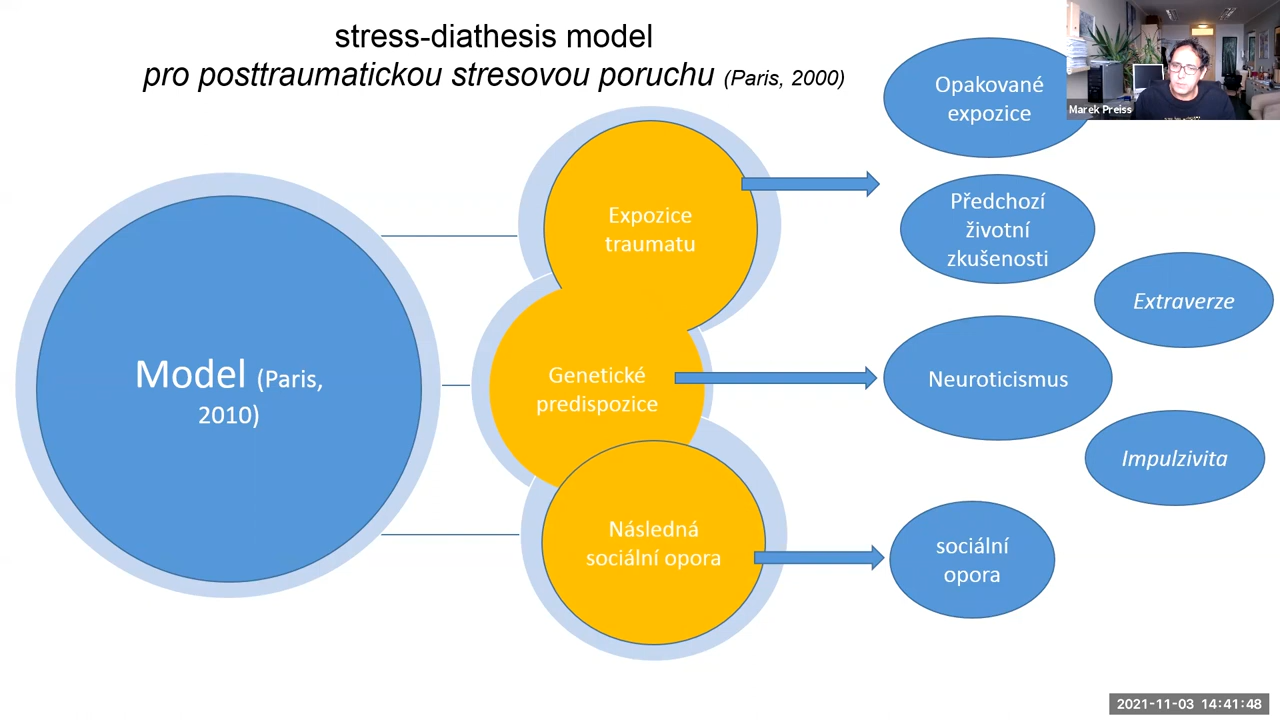 stress-diathesis model
pro posttraumatickou stresovou poruchu (Paris, 2000)
Opakované
expozice
Marek Preiss
Expozice
traumatu
Předchozí
životní
zkušenosti
Extraverze
Model (Paris,
2010)
Genetické
predispozice
Neuroticismus
Impulzivita
Následná
sociální opora
sociální
opora
2021-11-03 14:41:48